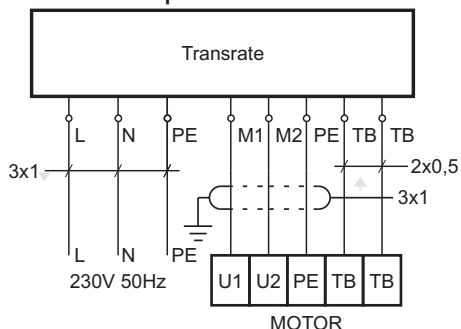 Transrate
L N PE M1 M2 PE TB TB
3x1
2x0,5
3x1
L N PE
230V 50Hz
U1 U2 PE TB TB
MOTOR